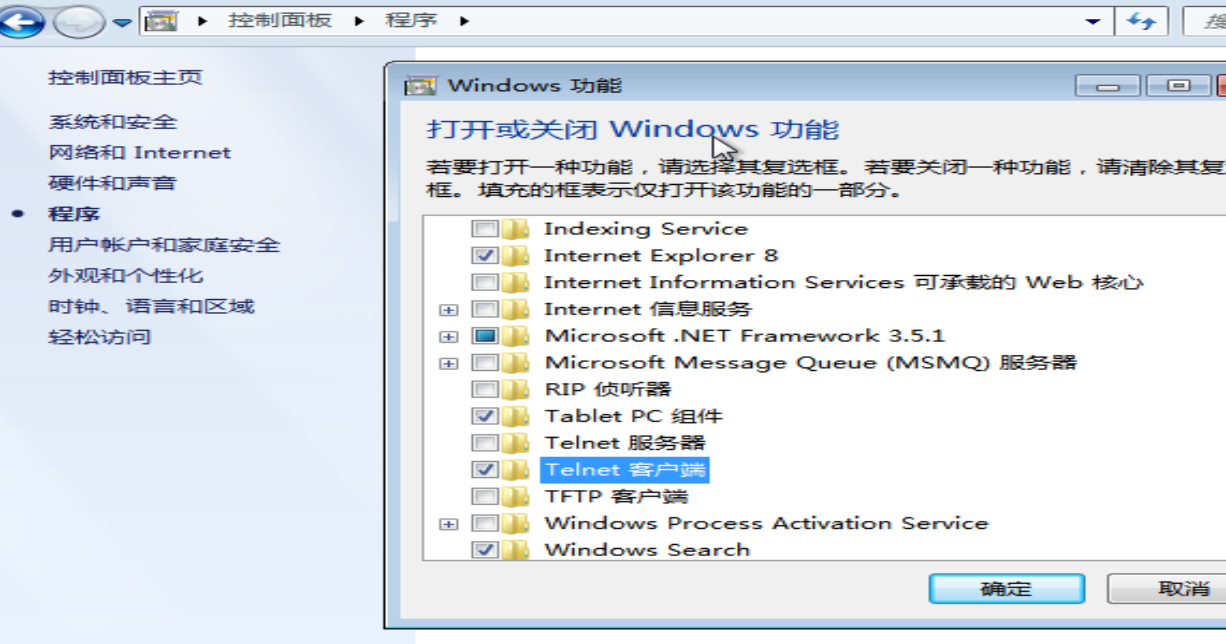 控制面板 程序
控制面板主页
系统和安全
网络和 Internet
硬件和声音
程序
用户帐户和家庭安全
外观和个性化
时钟、语言和区域
轻松访问
Windows 功能
打开或关闭 Windows 功能
若要打开一种功能，请选择其复选框。若要关闭一种功能，请清除其复
框。填充的框表示仅打开该功能的一部分。
Indexing Service
Internet Explorer 8
Internet Information Services 可承载的 Web 核心
Internet 信息服务
Microsoft .NET Framework 3.5.1
Microsoft Message Queue (MSMQ) 服务器
RIP 侦听器
Tablet PC 组件
Telnet 服务器
Telnet 客户端
TFTP 客户端
Windows Process Activation Service
Windows Search
确定 取消